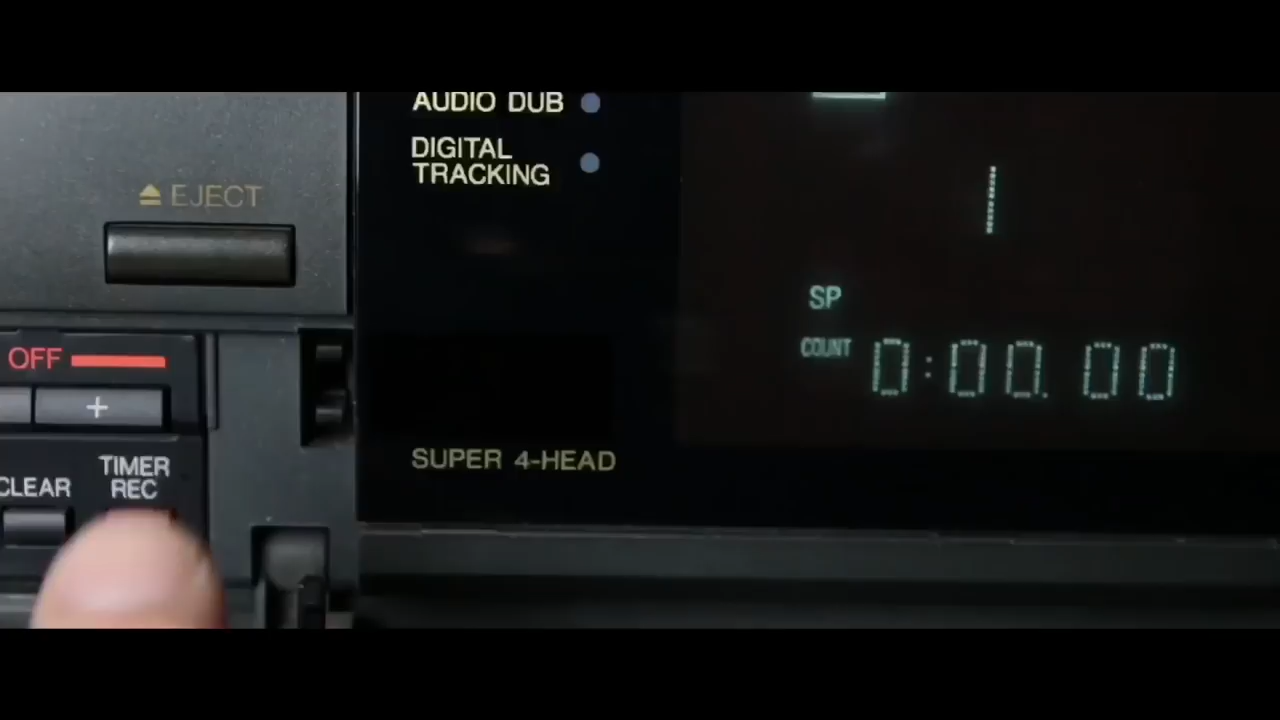 AUDIO DUB
DIGITAL
TRACKING
EJECT
SP
COUNT 0:00.00
OFF
+
SUPER 4-HEAD
CLEAR
TIMER
REC